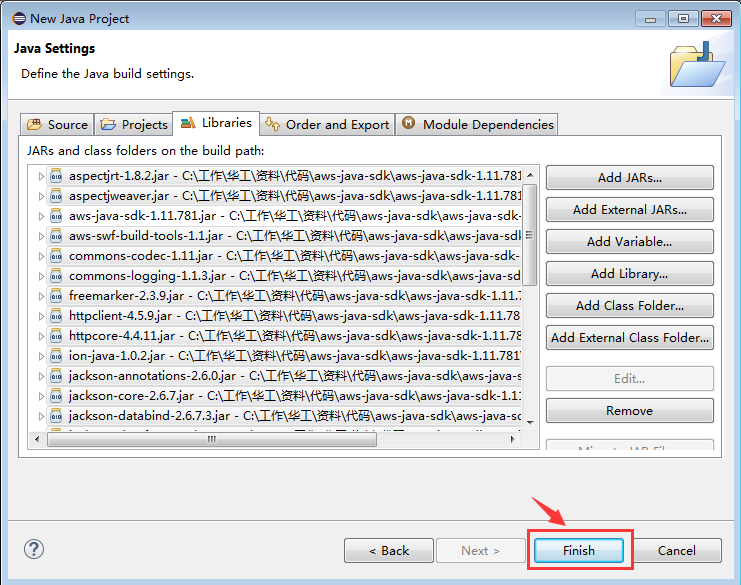 New Java Project
Java Settings
Define the Java build settings.
Source
Projects
Libraries
Order and Export
Module Dependencies
JARs and class folders on the build path:
aspectjrt-1.8.2.jar - C:\工作\华工\资料\代码\aws-java-sdk\aws-java-sdk-1.11.781
aspectjweaver.jar - C:\工作\华工\资料\代码\aws-java-sdk\aws-java-sdk-1.11.781
aws-java-sdk-1.11.781.jar - C:\工作\华工\资料\代码\aws-java-sdk\aws-java-sdk-
aws-swf-build-tools-1.1.jar - C:\工作\华工\资料\代码\aws-java-sdk\aws-java-sdk-
commons-codec-1.11.jar - C:\工作\华工\资料\代码\aws-java-sdk\aws-java-sdk-
commons-logging-1.1.3.jar - C:\工作\华工\资料\代码\aws-java-sdk\aws-java-sdk-
freemarker-2.3.9.jar - C:\工作\华工\资料\代码\aws-java-sdk\aws-java-sdk-1.11.7
httpclient-4.5.9.jar - C:\工作\华工\资料\代码\aws-java-sdk\aws-java-sdk-1.11.78
httpcore-4.4.11.jar - C:\工作\华工\资料\代码\aws-java-sdk\aws-java-sdk-1.11.78
ion-java-1.0.2.jar - C:\工作\华工\资料\代码\aws-java-sdk\aws-java-sdk-1.11.781
jackson-annotations-2.6.0.jar - C:\工作\华工\资料\代码\aws-java-sdk\aws-java-s
jackson-core-2.6.7.jar - C:\工作\华工\资料\代码\aws-java-sdk\aws-java-sdk-1.11
jackson-databind-2.6.7.3.jar - C:\工作\华工\资料\代码\aws-java-sdk\aws-java-sc
Add JARs...
Add External JARs...
Add Variable...
Add Library...
Add Class Folder...
Add External Class Folder...
Edit...
Remove
< Back
Next >
Finish
Cancel